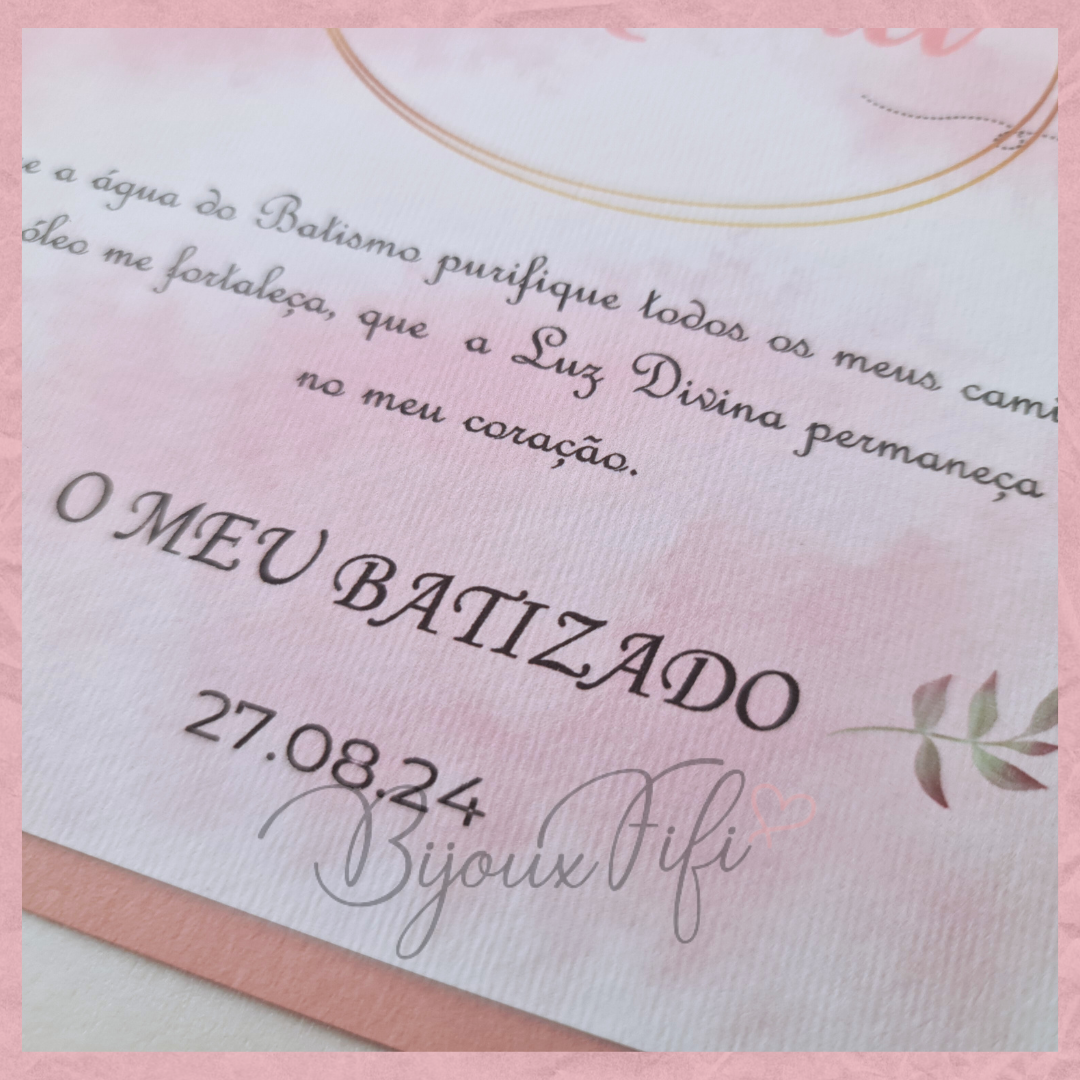 a água do Batismo purifique todos os meus
óleo me fortaleça, que a Luz Divina permaneça
no meu coração.
O MEU BATIZADO
27.08.24
Bijoux Fifi